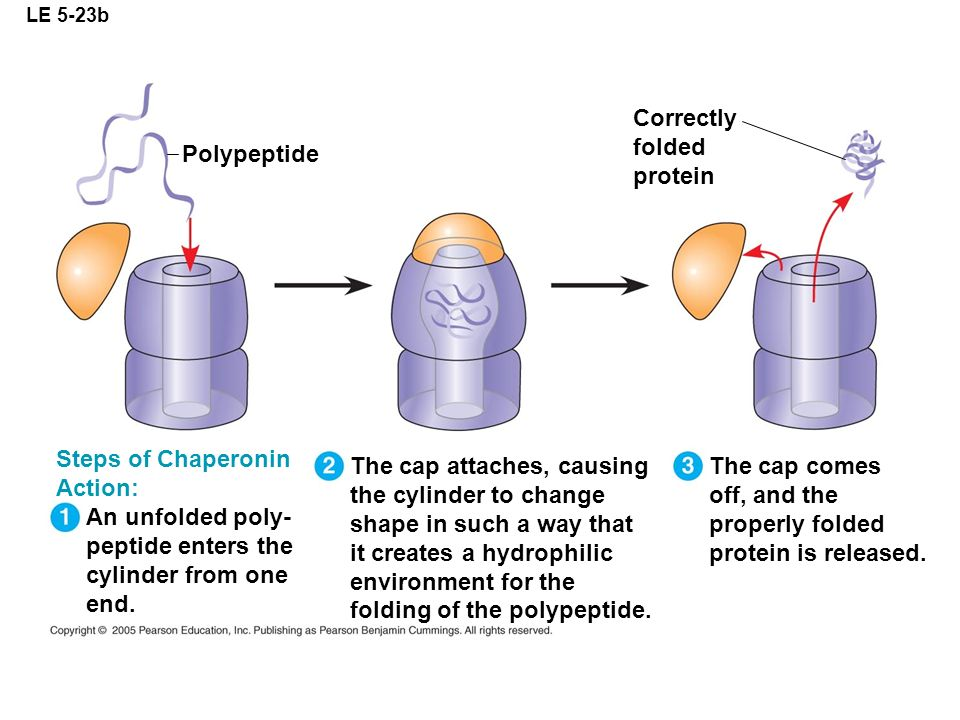 LE 5-23b
Polypeptide
Correctly
folded
protein
Steps of Chaperonin
Action:
1 An unfolded poly-
peptide enters the
cylinder from one
end.
2 The cap attaches, causing
the cylinder to change
shape in such a way that
it creates a hydrophilic
environment for the
folding of the polypeptide.
3 The cap comes
off, and the
properly folded
protein is released.
Copyright © 2005 Pearson Education, Inc. Publishing as Pearson Benjamin Cummings. All rights reserved.